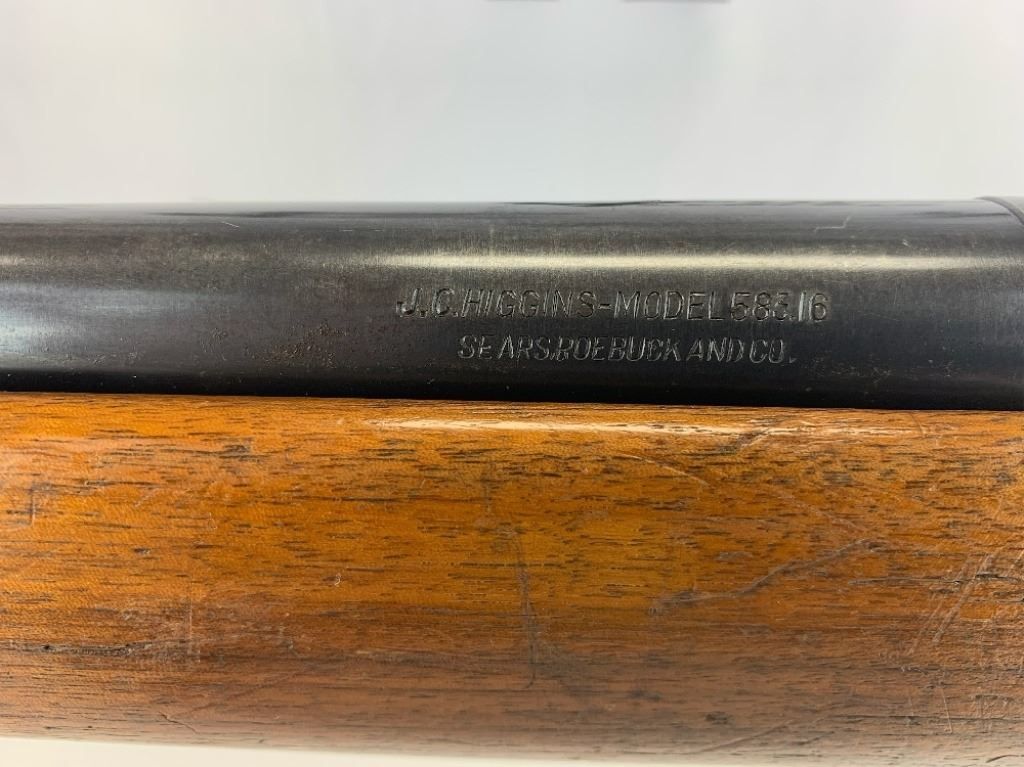 J.C.HIGGINS-MODEL 583.16
SEARS,ROEBUCK AND CO.